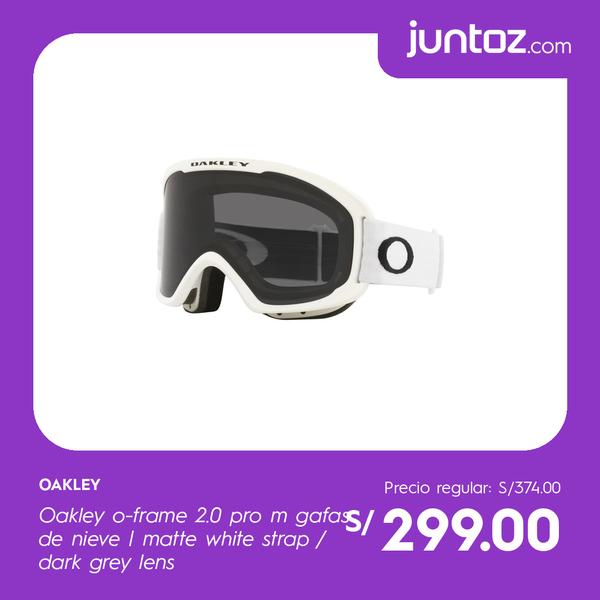 juntoz.com
OAKLEY
OAKLEY
Precio regular: S/374.00
Oakley o-frame 2.0 pro m gafas
de nieve | matte white strap /
dark grey lens
S/ 299.00